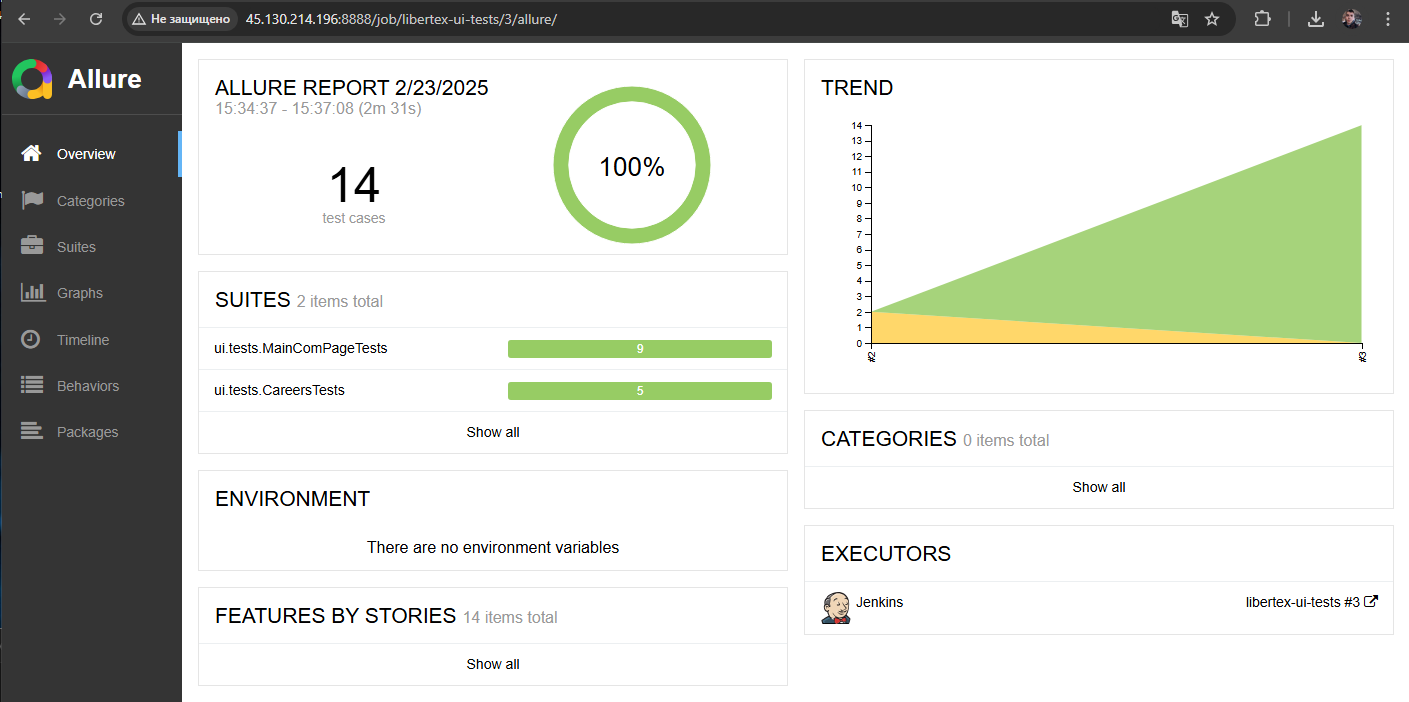 Не защищено
45.130.214.196:8888/job/libertex-ui-tests/3/allure/
Allure
Overview
Categories
Suites
Graphs
Timeline
Behaviors
Packages
ALLURE REPORT 2/23/2025
15:34:37 - 15:37:08 (2m 31s)
14
test cases
100%
SUITES 2 items total
ui.tests.MainComPageTests 9
ui.tests.CareersTests 5
Show all
ENVIRONMENT
There are no environment variables
FEATURES BY STORIES 14 items total
Show all
TREND
14
13
12
11
10
9
8
7
6
5
4
3
2
1
0
#2
#3
CATEGORIES 0 items total
Show all
EXECUTORS
Jenkins
libertex-ui-tests #3